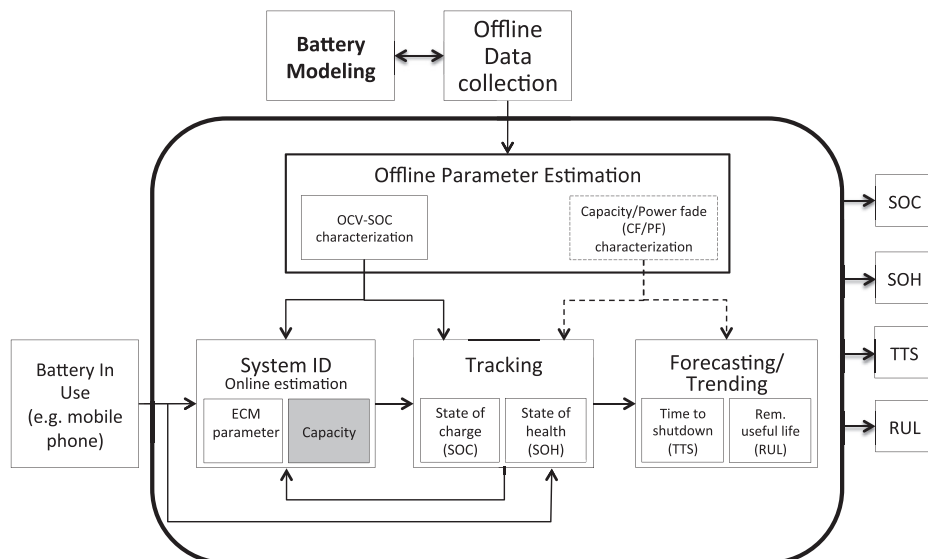 Battery
Modeling
Offline
Data
collection
Offline Parameter Estimation
OCV-SOC
characterization
Capacity/Power fade
(CF/PF)
characterization
SOC
SOH
TTS
RUL
Battery In
Use
(e.g. mobile
phone)
System ID
Online estimation
ECM
parameter
Capacity
Tracking
State of
charge
(SOC)
State of
health
(SOH)
Forecasting/
Trending
Time to
shutdown
(TTS)
Rem.
useful life
(RUL)